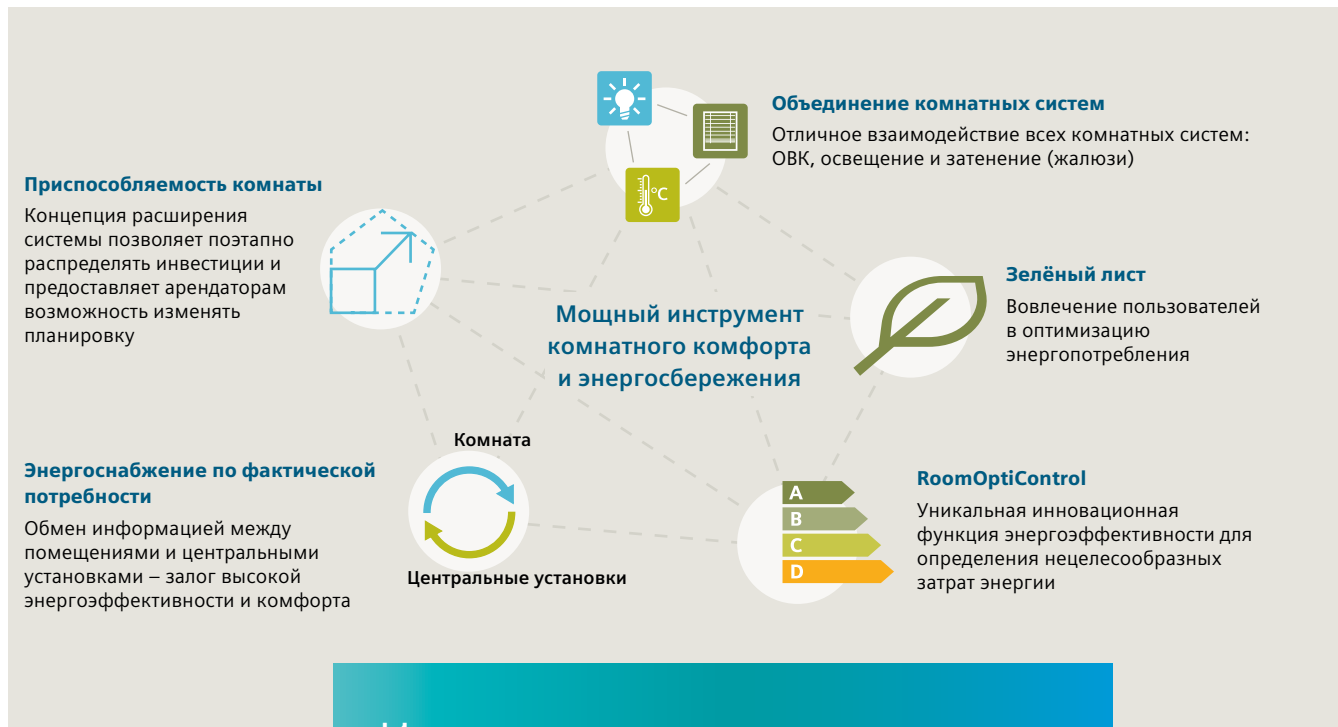 Объединение комнатных систем
Отличное взаимодействие всех комнатных систем:
ОВК, освещение и затенение (жалюзи)
°C
Приспособляемость комнаты
Концепция расширения
системы позволяет поэтапно
распределять инвестиции и
предоставляет арендаторам
возможность изменять
планировку
Мощный инструмент
комнатного комфорта
и энергосбережения
Зелёный лист
Вовлечение пользователей
в оптимизацию
энергопотребления
Энергоснабжение по фактической
потребности
Обмен информацией между
помещениями и центральными
установками – залог высокой
энергоэффективности и комфорта
Комната
Центральные установки
A
B
C
D
RoomOptiControl
Уникальная инновационная
функция энергоэффективности для
определения нецелесообразных
затрат энергии